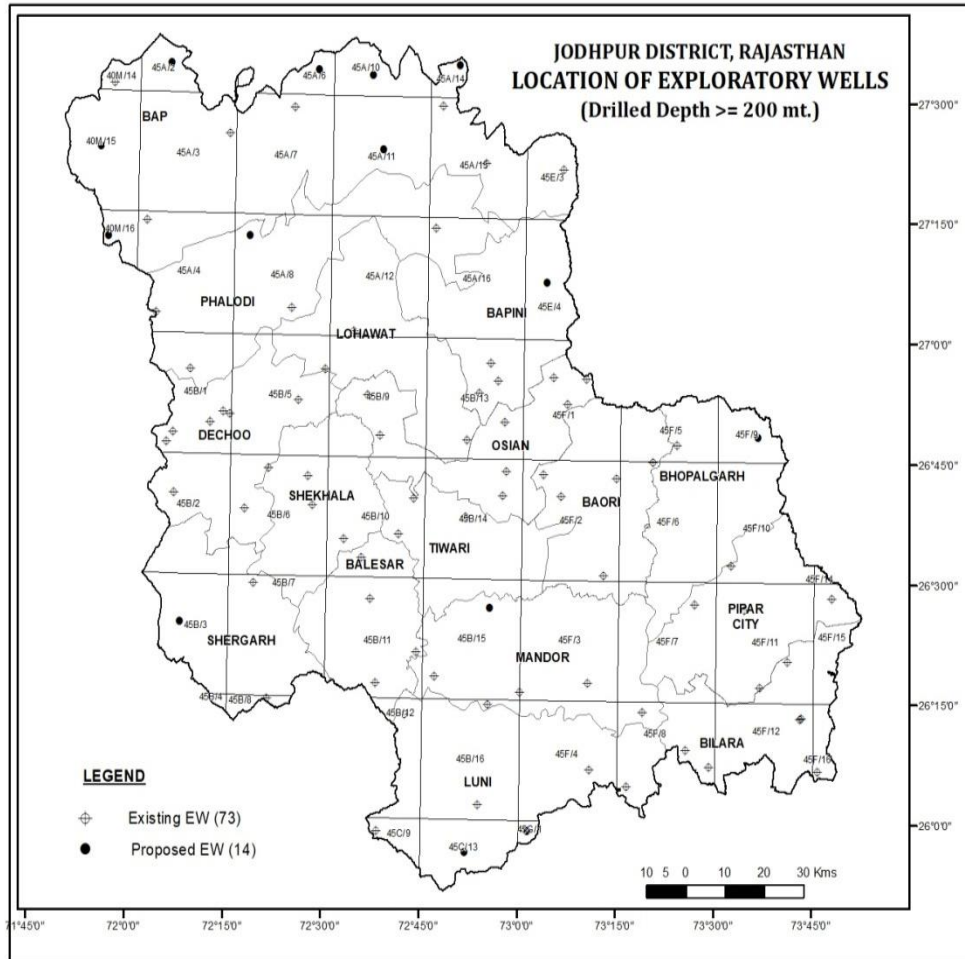 JODHPUR DISTRICT, RAJASTHAN
LOCATION OF EXPLORATORY WELLS
(Drilled Depth >= 200 mt.)
40M/14
45A/2
45A/6
45A/10
45A/14
27°30'0"
BAP
40M/15
45A/3
45A/7
45A/11
45A/15
45E/3
27°15'0"
40M/16
45A/4
45A/8
45A/12
45A/16
45E/4
PHALODI
BAPINI
LOHAWAT
27°0'0"
45B/1
45B/5
45B/9
45B/13
45F/1
45F/5
45F/9
DECHOO
OSIAN
26°45'0"
BHOPALGARH
SHEKHALA
BAORI
45B/2
45B/6
45B/10
45B/14
45F/2
45F/6
45F/10
TIWARI
BALESAR
26°30'0"
45B/7
45F/14
45B/3
PIPAR
CITY
SHERGARH
45B/11
45B/15
45F/3
45F/7
45F/11
45F/15
MANDOR
45B/4
45B/8
26°15'0"
45B/12
45F/8
45F/12
BILARA
45B/16
45F/4
45F/16
LUNI
LEGEND
Existing EW (73)
Proposed EW (14)
26°0'0"
45C/9
45G/1
45C/13
10 5 0 10 20 30 Kms
71°45'0"
72°0'0"
72°15'0"
72°30'0"
72°45'0"
73°0'0"
73°15'0"
73°30'0"
73°45'0"